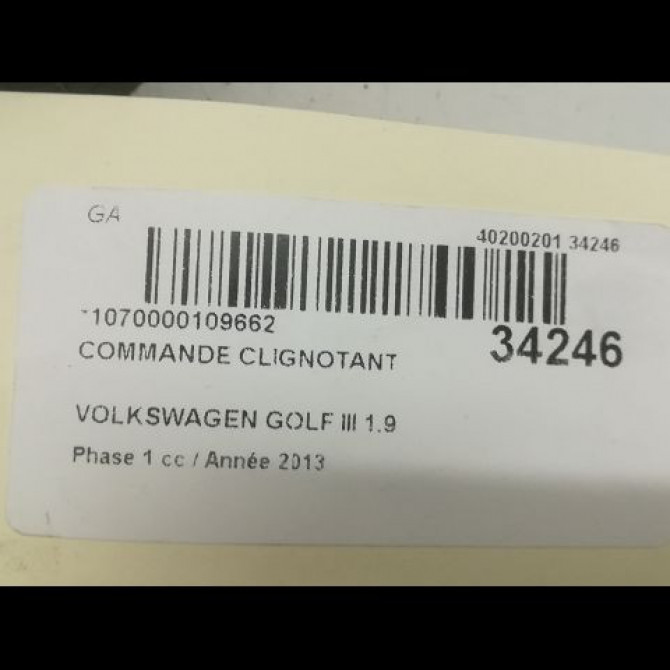 GA
40200201 34246
*1070000109662
34246
COMMANDE CLIGNOTANT
VOLKSWAGEN GOLF III 1.9
Phase 1 cc / Année 2013